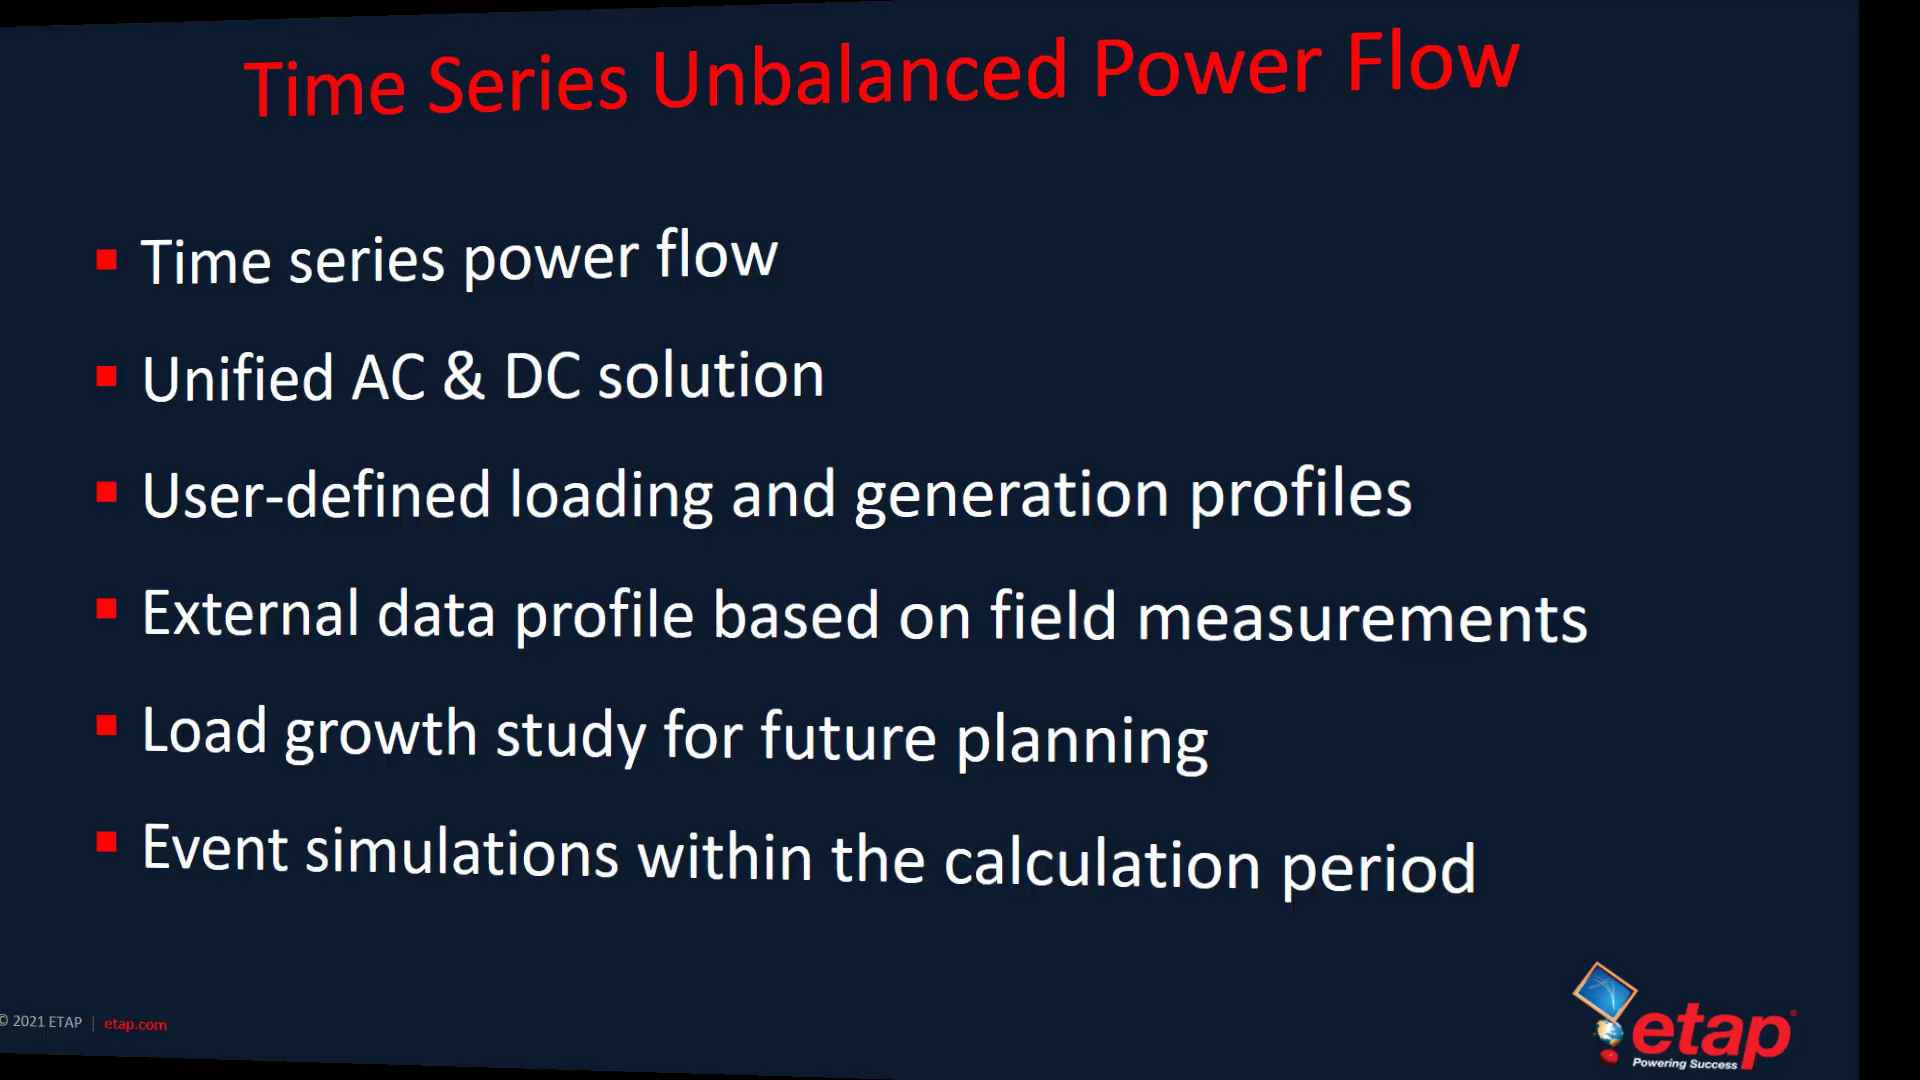 Time Series Unbalanced Power Flow
Time series power flow
Unified AC & DC solution
User-defined loading and generation profiles
External data profile based on field measurements
Load growth study for future planning
Event simulations within the calculation period
© 2021 ETAP | etap.com
etap
Powering Success